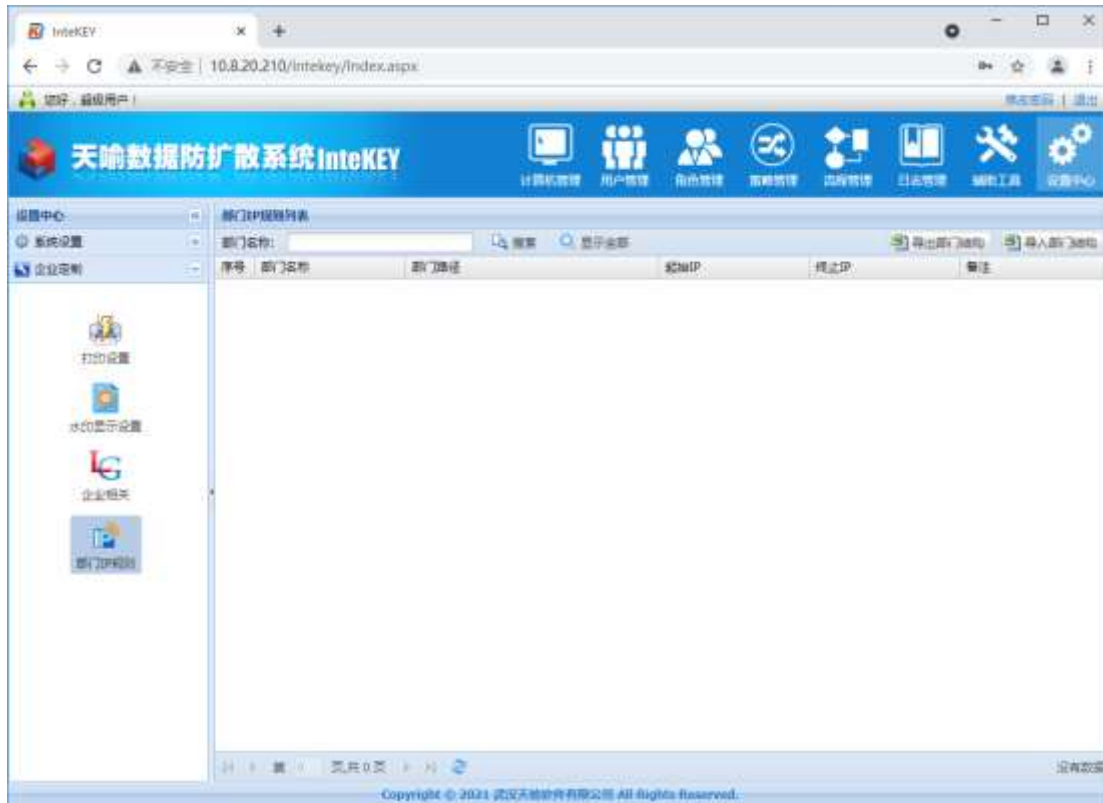 InteKEY
不安全 | 10.8.20.210/intekey/Index.aspx
您好，超级用户！
修改密码 | 退出
天喻数据防扩散系统InteKEY
计算机管理 用户管理 角色管理 策略管理 流程管理 日志管理 辅助工具 设置中心
设置中心
部门IP规则列表
系统设置
部门名称: 搜索 显示全部 导出部门结构 导入部门结构
企业定制
序号 部门名称 部门路径 起始IP 终止IP 备注
打印设置
水印显示设置
LG
企业相关
部门IP规则
第 页,共 0 页
没有数据
Copyright © 2021 武汉天喻软件有限公司 All Rights Reserved.